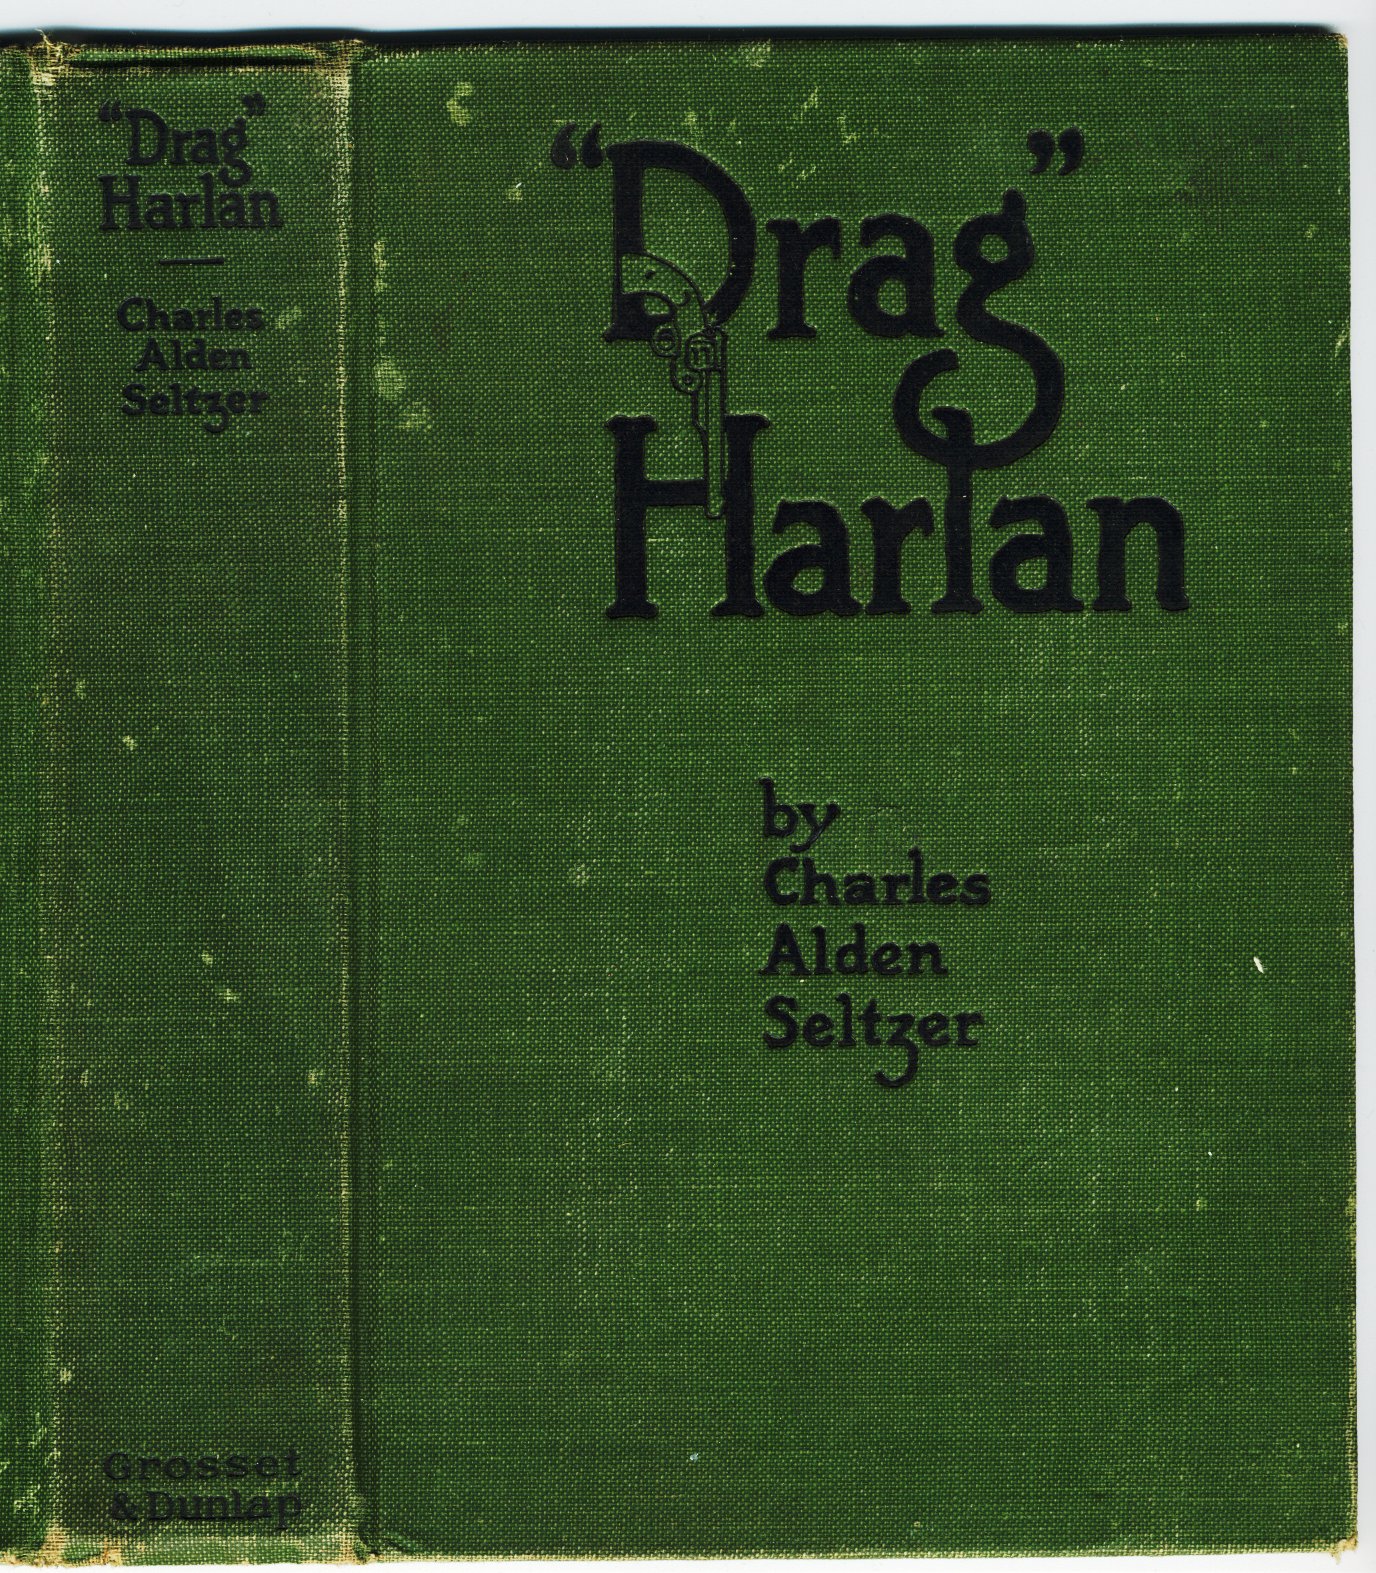 “Drag”
Harlan
Charles
Alden
Seltzer
Grosset
& Dunlap
“Drag”
Harlan
by
Charles
Alden
Seltzer